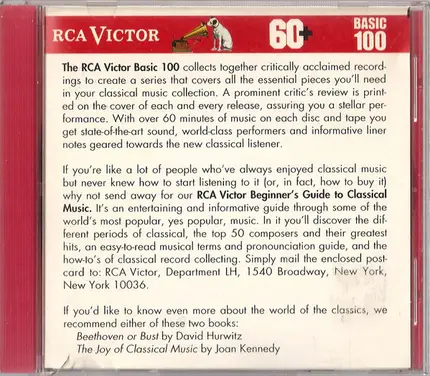 RCA VICTOR 60+ BASIC 100
The RCA Victor Basic 100 collects together critically acclaimed record-
ings to create a series that covers all the essential pieces you'll need
in your classical music collection. A prominent critic's review is print-
ed on the cover of each and every release, assuring you a stellar per-
formance. With over 60 minutes of music on each disc and tape you
get state-of-the-art sound, world-class performers and informative liner
notes geared towards the new classical listener.
If you're like a lot of people who've always enjoyed classical music
but never knew how to start listening to it (or, in fact, how to buy it)
why not send away for our RCA Victor Beginner's Guide to Classical
Music. It's an entertaining and informative guide through some of the
world's most popular, yes popular, music. In it you'll discover the dif-
ferent periods of classical, the top 50 composers and their greatest
hits, an easy-to-read musical terms and pronounciation guide, and the
how-to's of classical record collecting. Simply mail the enclosed post-
card to: RCA Victor, Department LH, 1540 Broadway, New York,
New York 10036.
If you'd like to know even more about the world of the classics, we
recommend either of these two books:
Beethoven or Bust by David Hurwitz
The Joy of Classical Music by Joan Kennedy